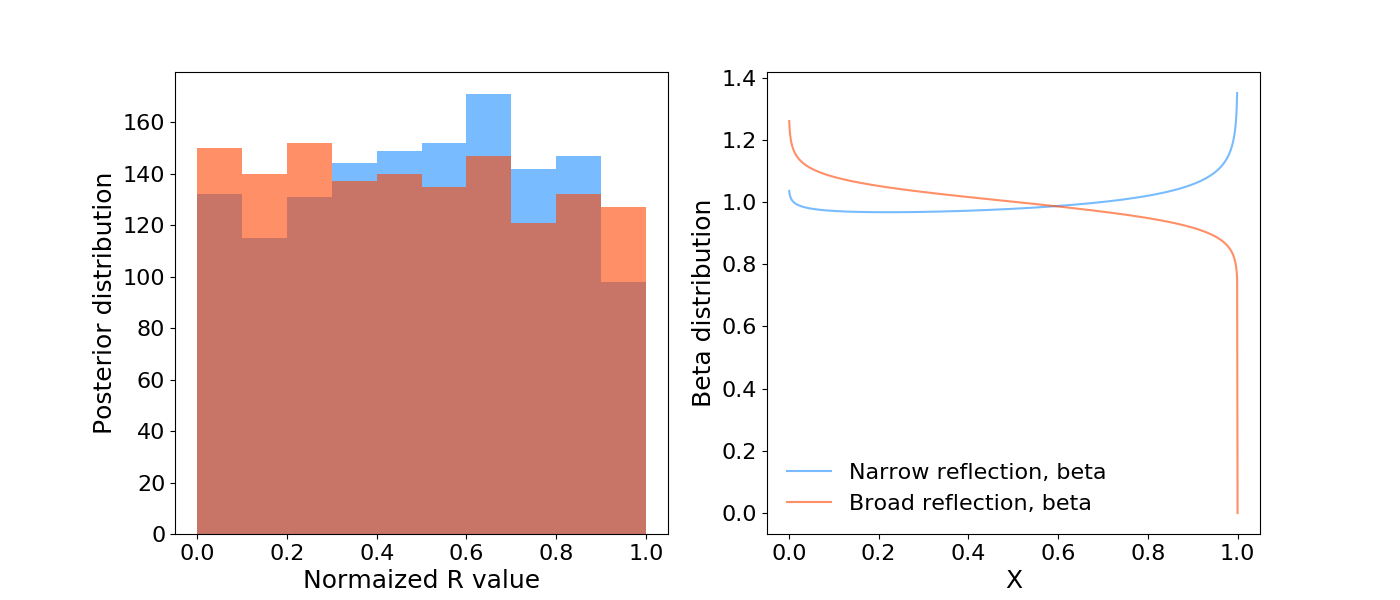 Posterior distribution
160
140
120
100
80
60
40
20
0
0.0 0.2 0.4 0.6 0.8 1.0
Normaized R value
Beta distribution
1.4
1.2
1.0
0.8
0.6
0.4
0.2
0.0
Narrow reflection, beta
Broad reflection, beta
0.0 0.2 0.4 0.6 0.8 1.0
X